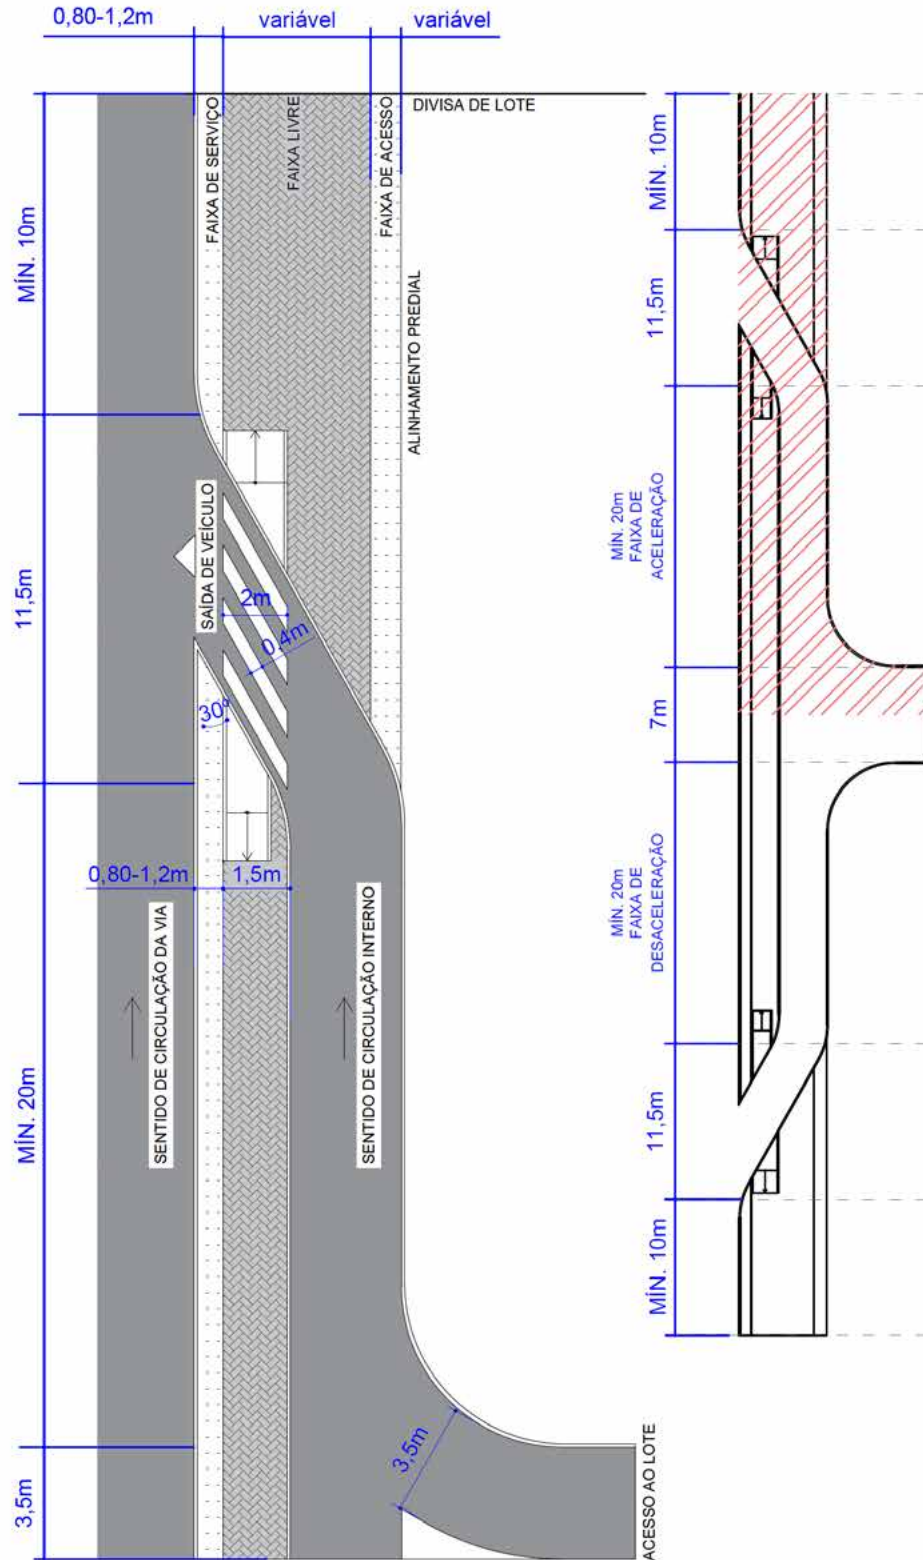 0,80-1,2m
variável
variável
DIVISA DE LOTE
FAIXA DE SERVIÇO
FAIXA LIVRE
FAIXA DE ACESSO
ALINHAMENTO PREDIAL
MÍN. 10m
11,5m
SAÍDA DE VEÍCULO
2m
0,4m
30º
0,80-1,2m
1,5m
SENTIDO DE CIRCULAÇÃO DA VIA
SENTIDO DE CIRCULAÇÃO INTERNO
MÍN. 20m
3,5m
3,5m
ACESSO AO LOTE
MÍN. 10m
11,5m
MÍN. 20m
FAIXA DE
ACELERAÇÃO
7m
MÍN. 20m
FAIXA DE
DESACELERAÇÃO
11,5m
MÍN. 10m